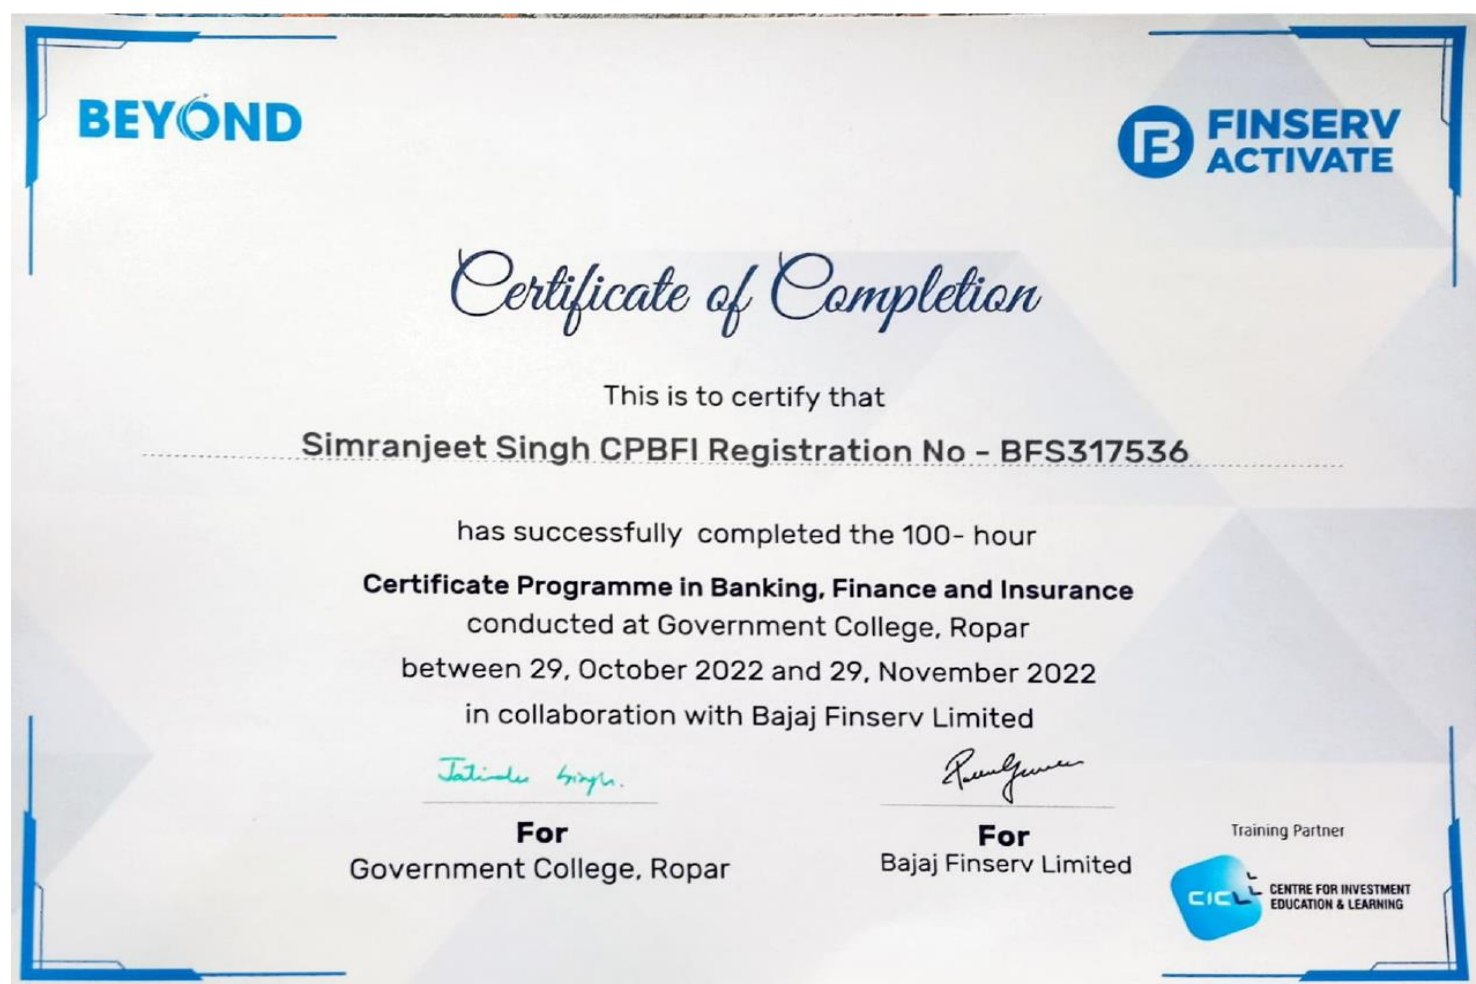 BEYOND
FINSERV
ACTIVATE
Certificate of Completion
This is to certify that
Simranjeet Singh CPBFI Registration No - BFS317536
has successfully completed the 100- hour
Certificate Programme in Banking, Finance and Insurance
conducted at Government College, Ropar
between 29, October 2022 and 29, November 2022
in collaboration with Bajaj Finserv Limited
Jatinder Singh.
For
Government College, Ropar
For
Bajaj Finserv Limited
Training Partner
CICL
CENTRE FOR INVESTMENT
EDUCATION & LEARNING